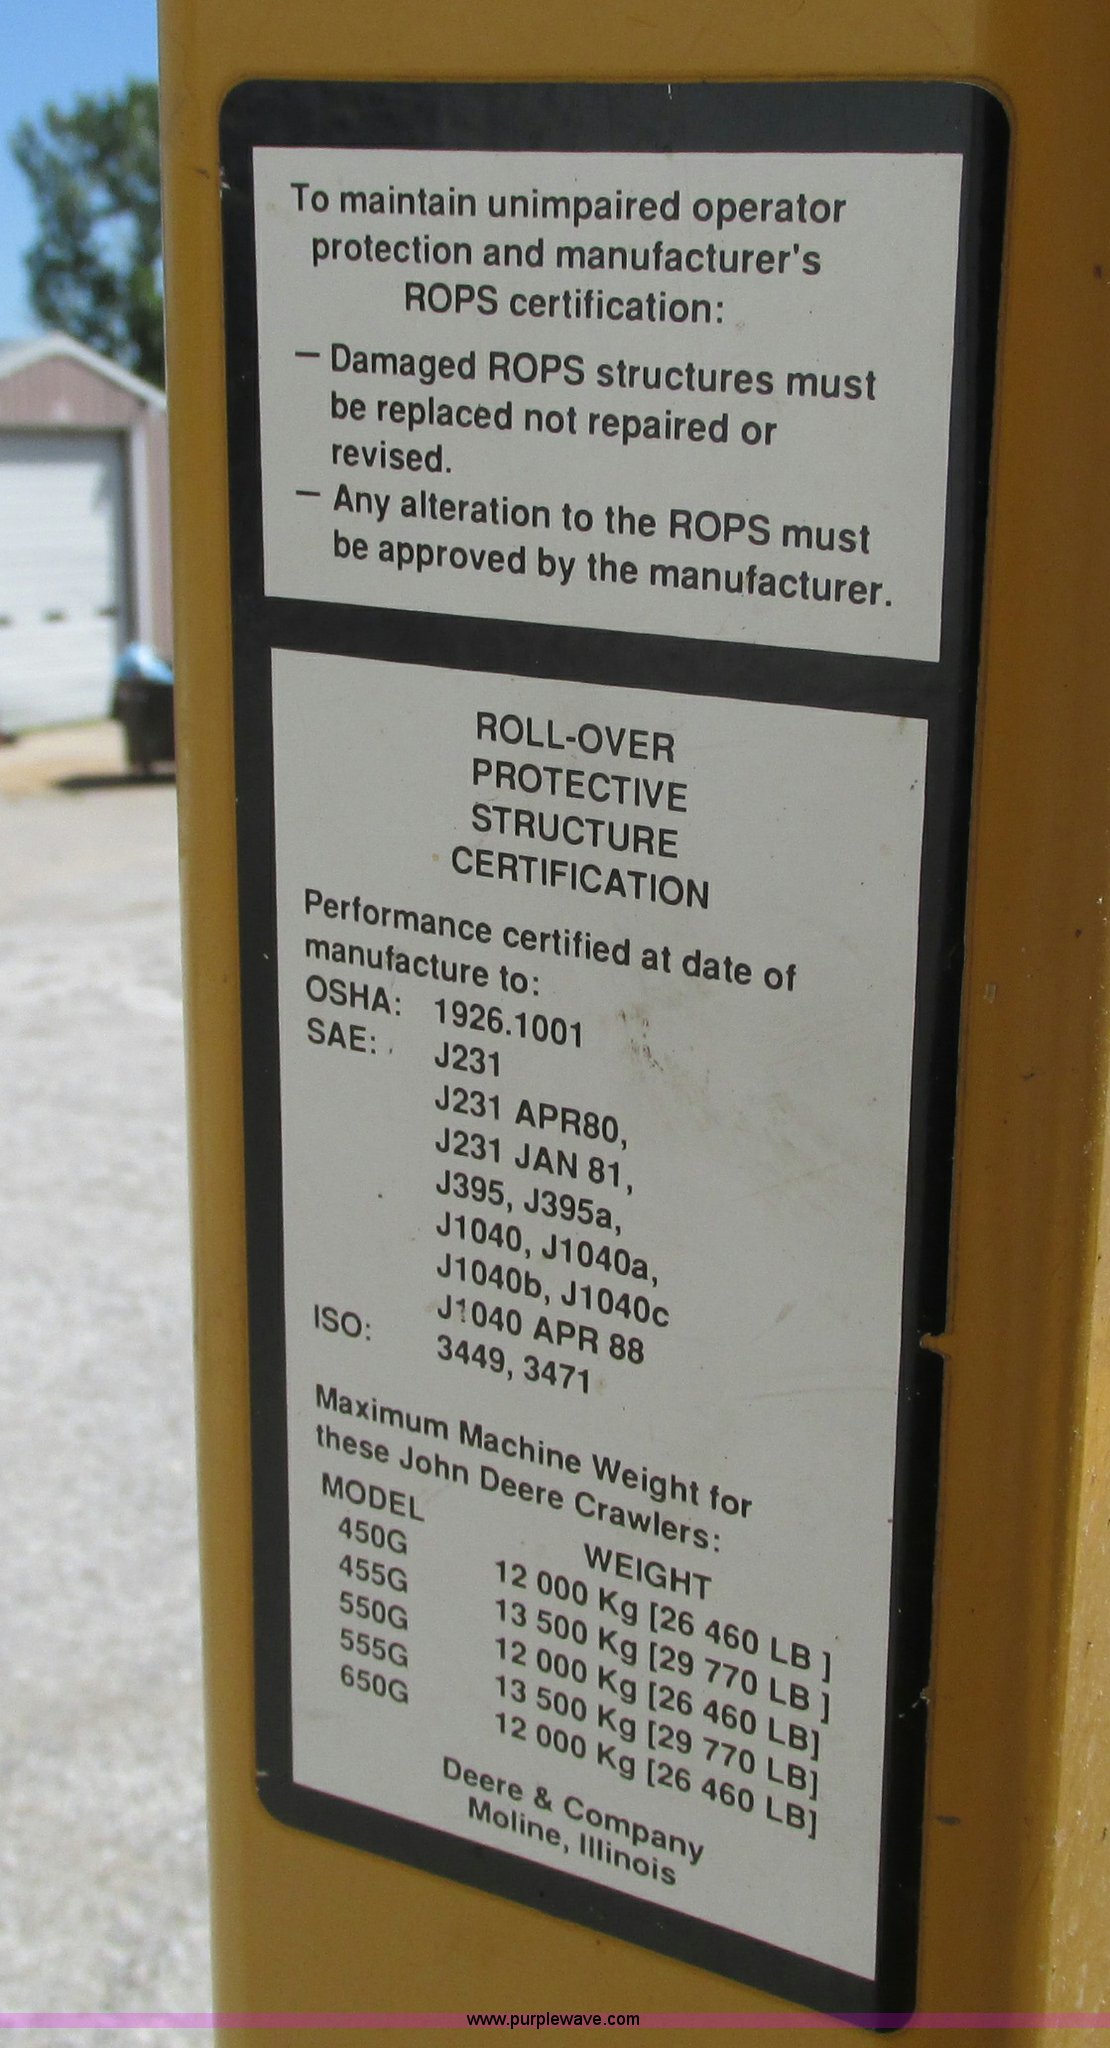 To maintain unimpaired operator
protection and manufacturer's
ROPS certification:
— Damaged ROPS structures must
be replaced not repaired or
revised.
— Any alteration to the ROPS must
be approved by the manufacturer.
ROLL-OVER
PROTECTIVE
STRUCTURE
CERTIFICATION
Performance certified at date of
manufacture to:
OSHA: 1926.1001
SAE: J231
J231 APR80,
J231 JAN 81,
J395, J395a,
J1040, J1040a,
J1040b, J1040c
J1040 APR 88
ISO: 3449, 3471
Maximum Machine Weight for
these John Deere Crawlers:
MODEL WEIGHT
450G 12 000 Kg [26 460 LB ]
455G 13 500 Kg [29 770 LB ]
550G 12 000 Kg [26 460 LB]
555G 13 500 Kg [29 770 LB]
650G 12 000 Kg [26 460 LB]
Deere & Company
Moline, Illinois
www.purplewave.com